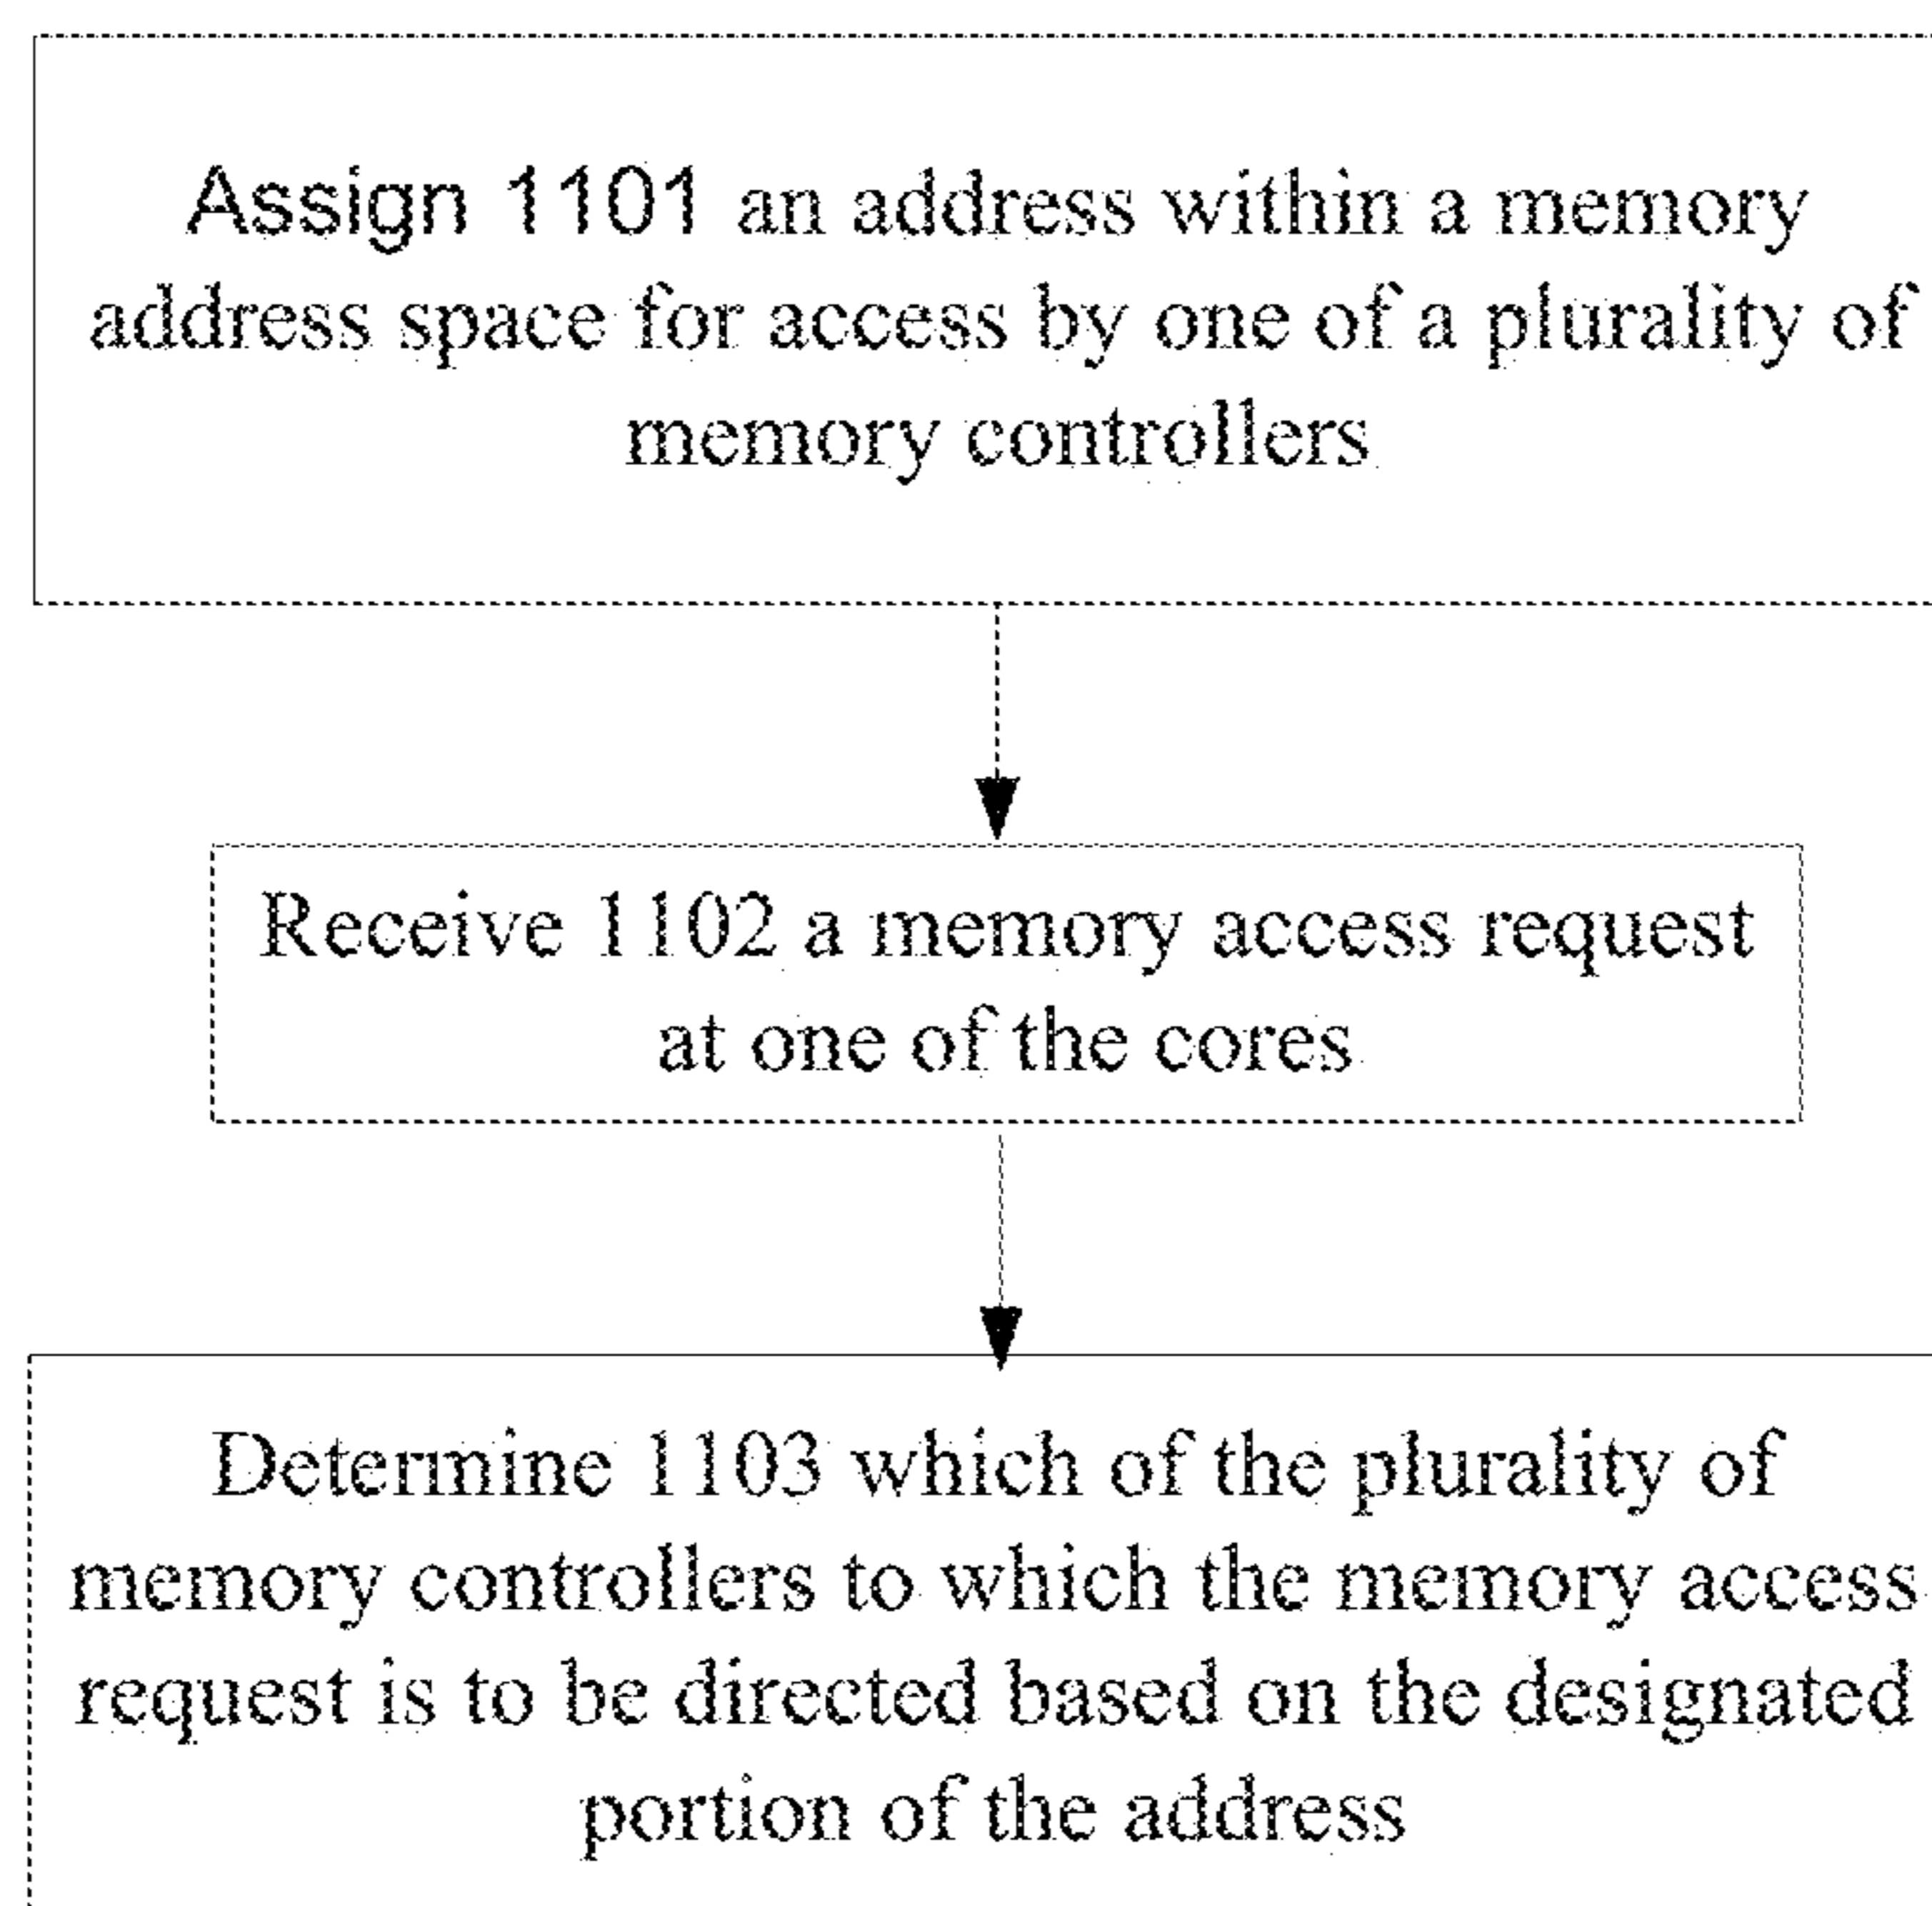 Assign 1101 an address within a memory
address space for access by one of a plurality of
memory controllers
Receive 1102 a memory access request
at one of the cores
Determine 1103 which of the plurality of
memory controllers to which the memory access
request is to be directed based on the designated
portion of the address